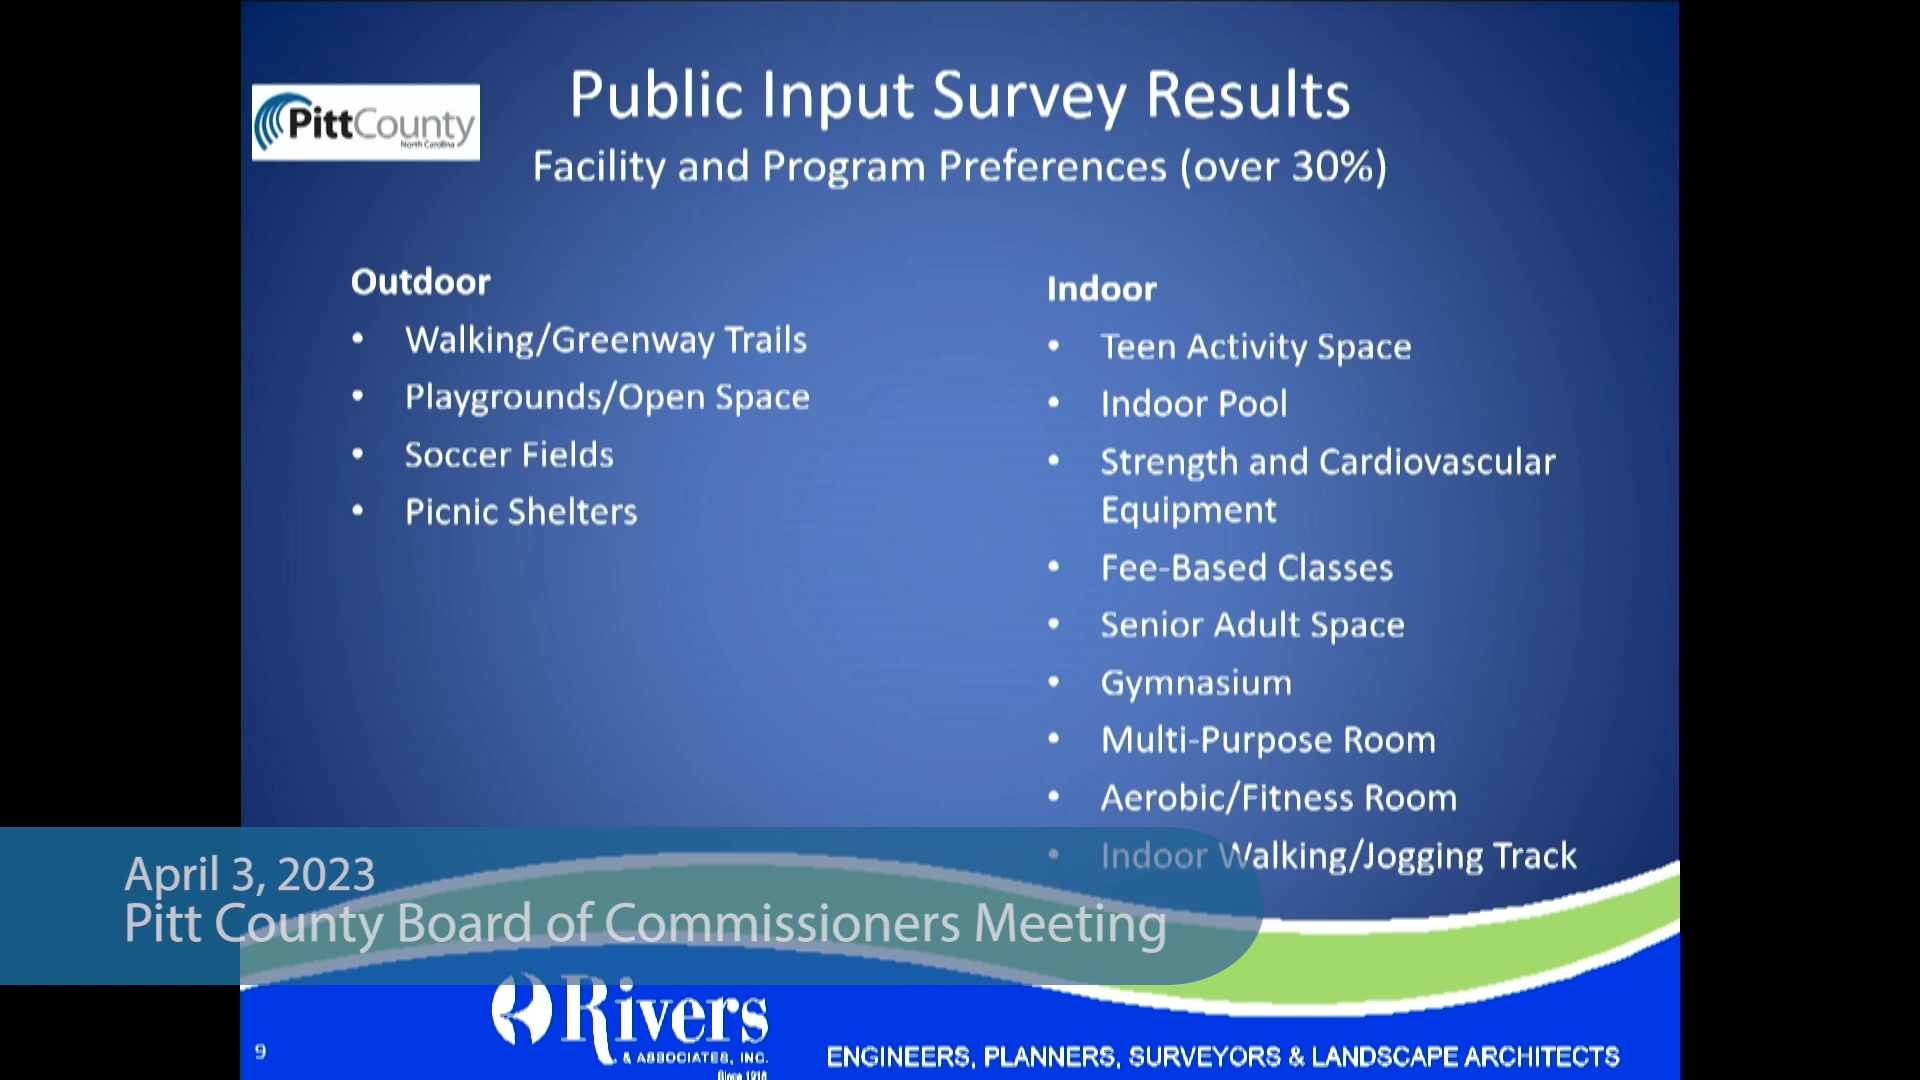 Public Input Survey Results
PittCounty
North Carolina
Facility and Program Preferences (over 30%)
Outdoor
• Walking/Greenway Trails
• Playgrounds/Open Space
• Soccer Fields
• Picnic Shelters
Indoor
• Teen Activity Space
• Indoor Pool
• Strength and Cardiovascular
Equipment
• Fee-Based Classes
• Senior Adult Space
• Gymnasium
• Multi-Purpose Room
• Aerobic/Fitness Room
• Indoor Walking/Jogging Track
April 3, 2023
Pitt County Board of Commissioners Meeting
Rivers
& ASSOCIATES, INC.
Since 1918
9
ENGINEERS, PLANNERS, SURVEYORS & LANDSCAPE ARCHITECTS